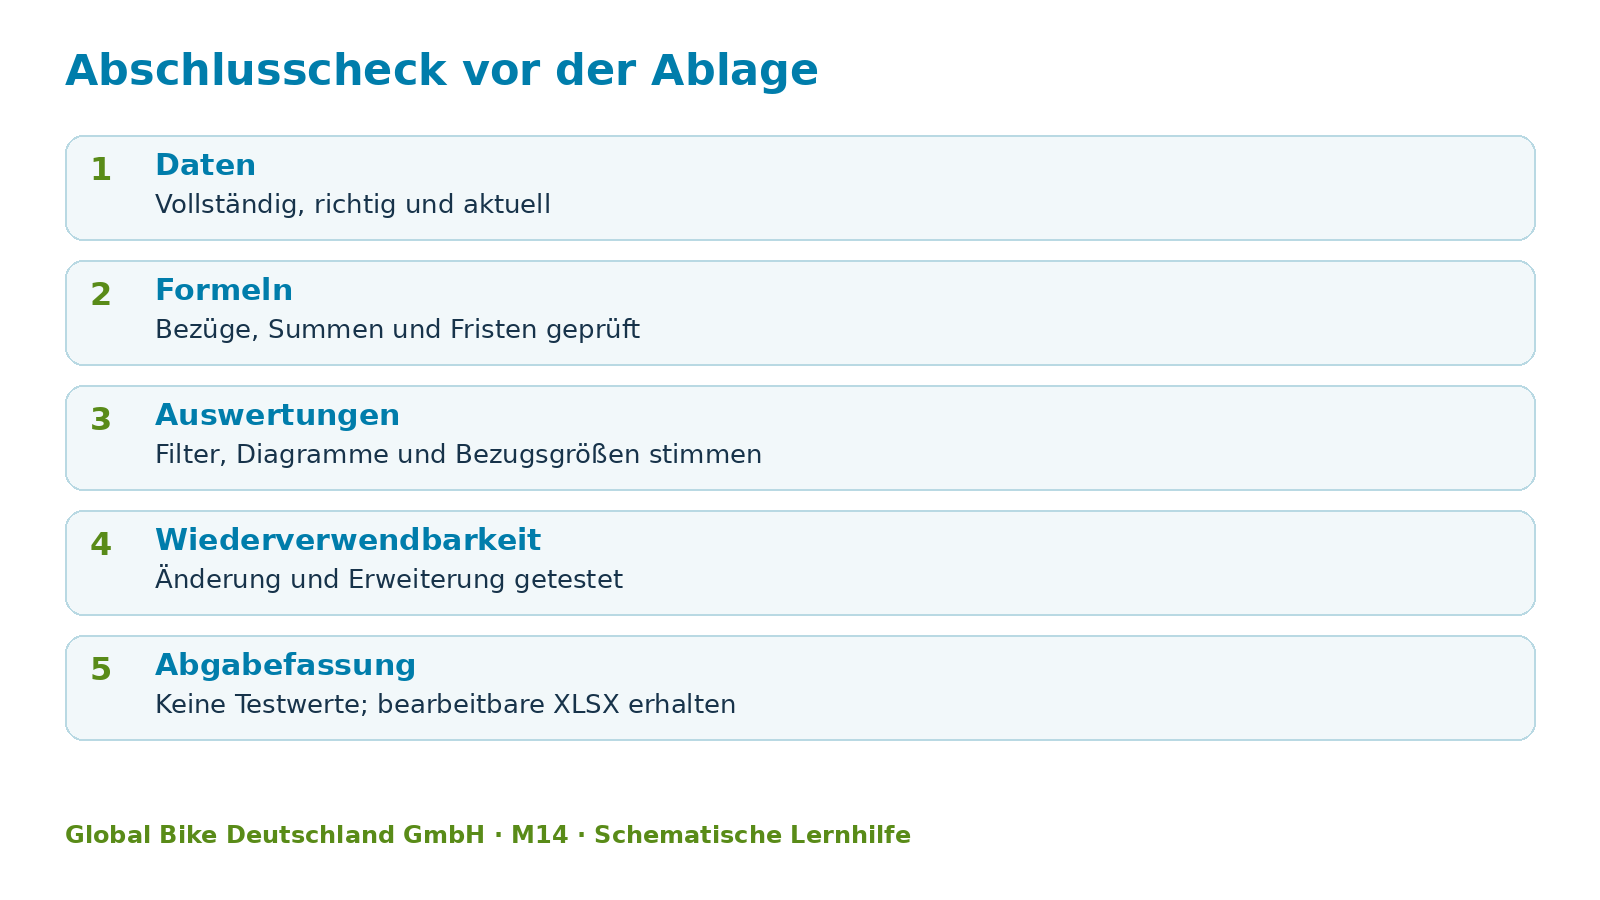 Abschlusscheck vor der Ablage
1
Daten
Vollständig, richtig und aktuell
2
Formeln
Bezüge, Summen und Fristen geprüft
3
Auswertungen
Filter, Diagramme und Bezugsgrößen stimmen
4
Wiederverwendbarkeit
Änderung und Erweiterung getestet
5
Abgabefassung
Keine Testwerte; bearbeitbare XLSX erhalten
Global Bike Deutschland GmbH · M14 · Schematische Lernhilfe